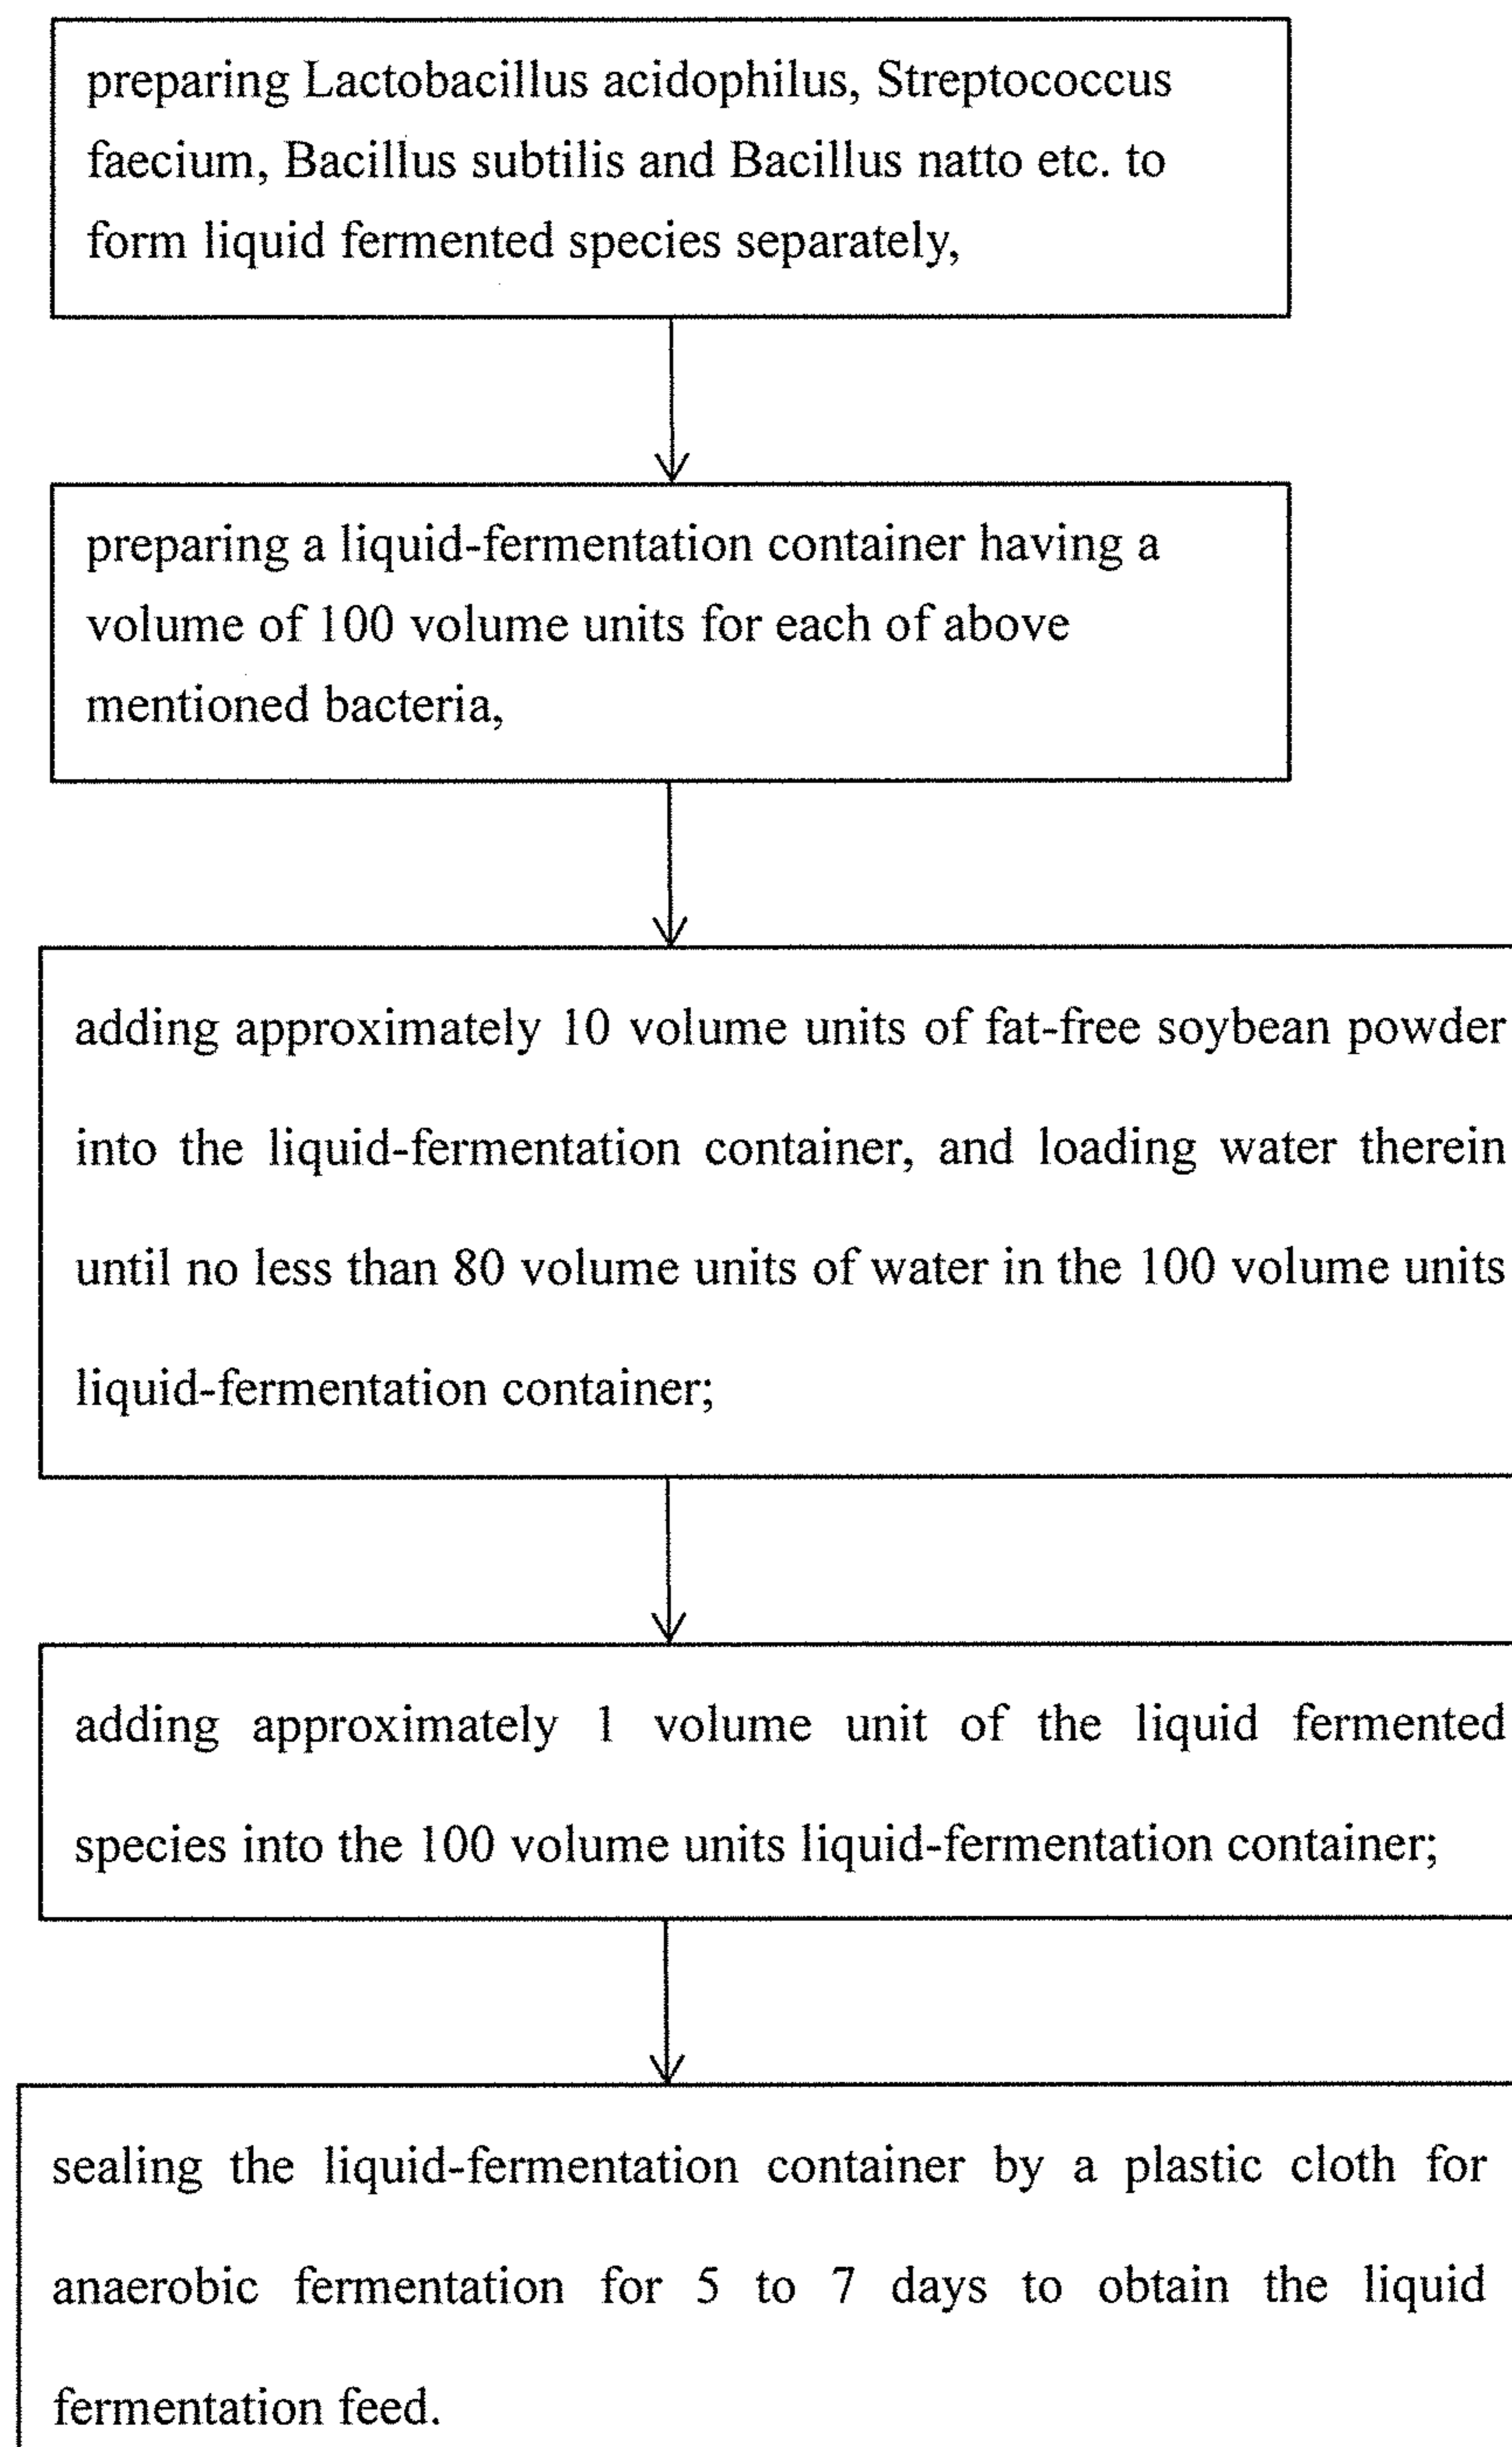 preparing Lactobacillus acidophilus, Streptococcus
faecium, Bacillus subtilis and Bacillus natto etc. to
form liquid fermented species separately,
preparing a liquid-fermentation container having a
volume of 100 volume units for each of above
mentioned bacteria,
adding approximately 10 volume units of fat-free soybean powder
into the liquid-fermentation container, and loading water therein
until no less than 80 volume units of water in the 100 volume units
liquid-fermentation container;
adding approximately 1 volume unit of the liquid fermented
species into the 100 volume units liquid-fermentation container;
sealing the liquid-fermentation container by a plastic cloth for
anaerobic fermentation for 5 to 7 days to obtain the liquid
fermentation feed.